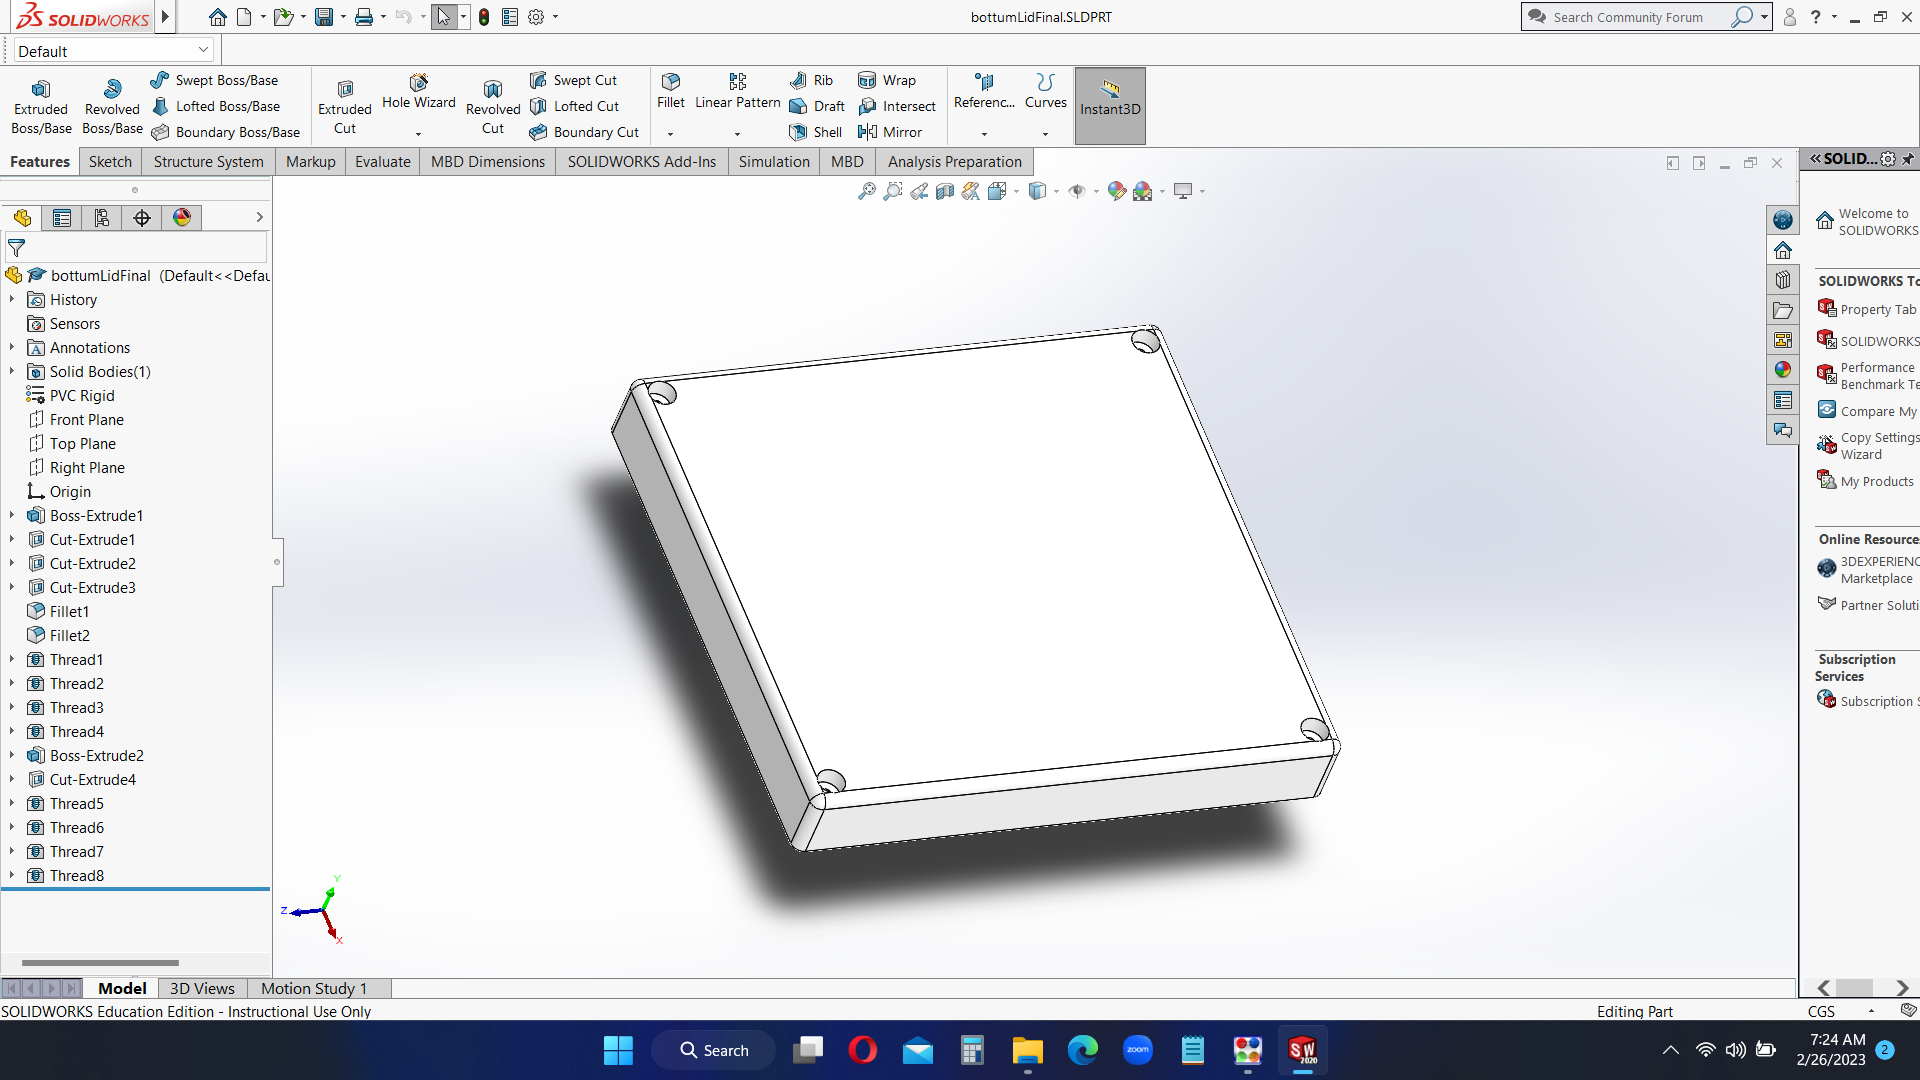 SOLIDWORKS
bottumLidFinal.SLDPRT
Search Community Forum
?
Default
Extruded Boss/Base
Revolved Boss/Base
Swept Boss/Base
Lofted Boss/Base
Boundary Boss/Base
Extruded Cut
Hole Wizard
Revolved Cut
Swept Cut
Lofted Cut
Boundary Cut
Fillet
Linear Pattern
Rib
Draft
Shell
Wrap
Intersect
Mirror
Referenc...
Curves
Instant3D
Features
Sketch
Structure System
Markup
Evaluate
MBD Dimensions
SOLIDWORKS Add-Ins
Simulation
MBD
Analysis Preparation
bottumLidFinal (Default<<Defau
History
Sensors
Annotations
Solid Bodies(1)
PVC Rigid
Front Plane
Top Plane
Right Plane
Origin
Boss-Extrude1
Cut-Extrude1
Cut-Extrude2
Cut-Extrude3
Fillet1
Fillet2
Thread1
Thread2
Thread3
Thread4
Boss-Extrude2
Cut-Extrude4
Thread5
Thread6
Thread7
Thread8
Y
Z
X
SOLID...
Welcome to
SOLIDWORKS
SOLIDWORKS To
Property Tab
SOLIDWORKS
Performance
Benchmark Te
Compare My
Copy Settings
Wizard
My Products
Online Resource
3DEXPERIENC
Marketplace
Partner Soluti
Subscription
Services
Subscription S
Model
3D Views
Motion Study 1
SOLIDWORKS Education Edition - Instructional Use Only
Editing Part
CGS
Search
zoom
SW
2020
7:24 AM
2/26/2023
2